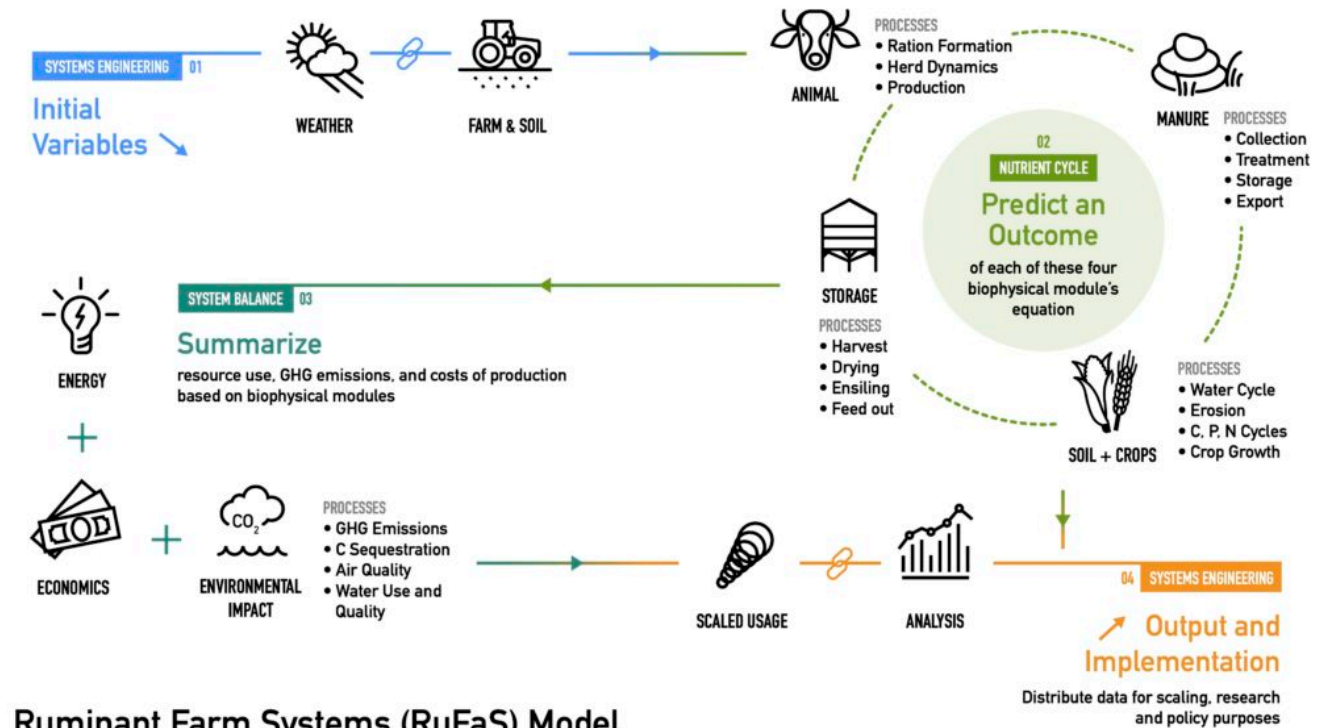 SYSTEMS ENGINEERING 01
Initial
Variables
WEATHER
FARM & SOIL
ANIMAL
PROCESSES
• Ration Formation
• Herd Dynamics
• Production
MANURE
PROCESSES
• Collection
• Treatment
• Storage
• Export
02
NUTRIENT CYCLE
Predict an
Outcome
of each of these four
biophysical module's
equation
STORAGE
PROCESSES
• Harvest
• Drying
• Ensiling
• Feed out
SOIL + CROPS
PROCESSES
• Water Cycle
• Erosion
• C, P, N Cycles
• Crop Growth
SYSTEM BALANCE 03
Summarize
resource use, GHG emissions, and costs of production
based on biophysical modules
ENERGY
+
ECONOMICS
+
CO2
ENVIRONMENTAL
IMPACT
PROCESSES
• GHG Emissions
• C Sequestration
• Air Quality
• Water Use and
Quality
SCALED USAGE
ANALYSIS
04 SYSTEMS ENGINEERING
Output and
Implementation
Distribute data for scaling, research
and policy purposes
Ruminant Farm Systems (RuFaS) Model